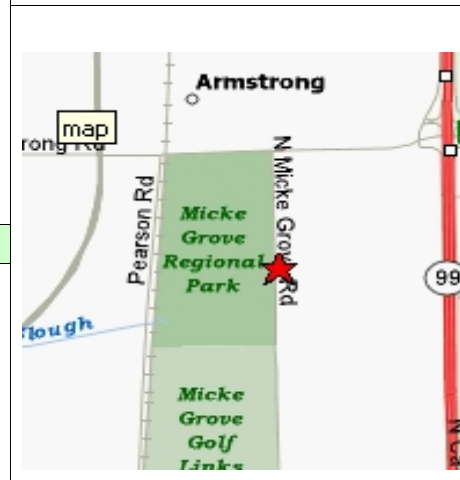 Armstrong
map
rong Rd
N Micke Grove Rd
Pearson Rd
Micke
Grove
Regional
Park
99
lough
Micke
Grove
Golf
Links
N Ca